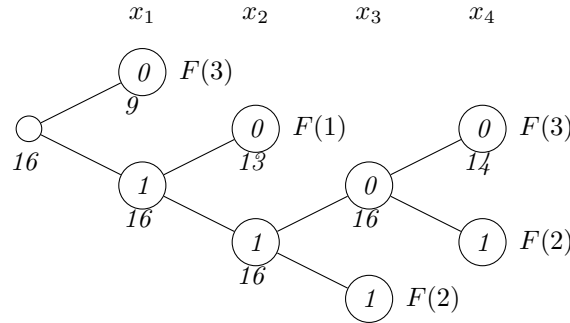 x₁ x₂ x₃ x₄
0 F(3)
9
0 F(1) 0 F(3)
16 13 14
1 0
16 16
1 1 F(2)
16
1 F(2)